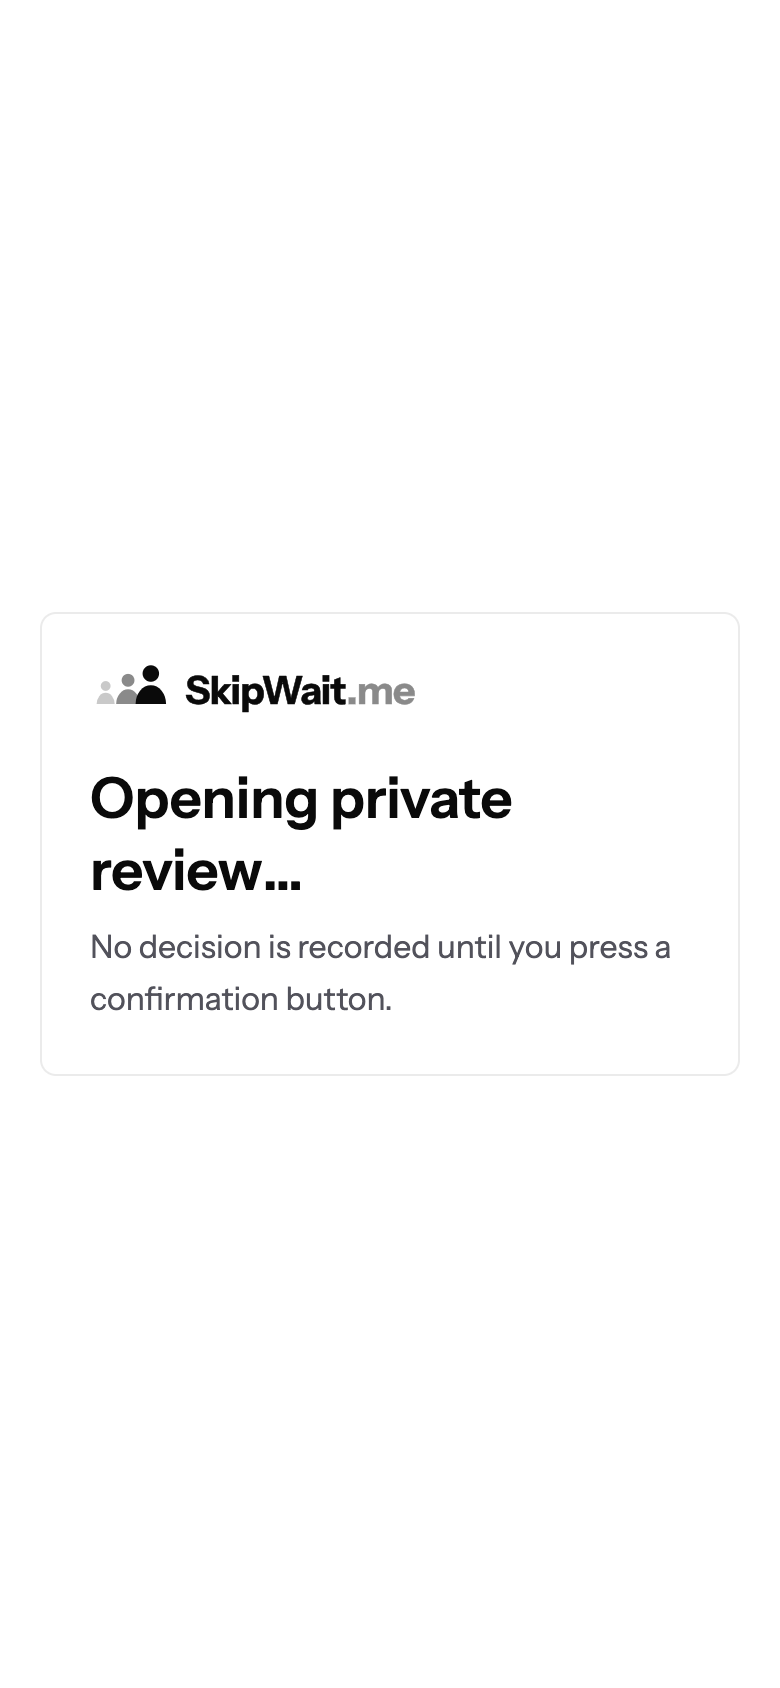 SkipWait.me
Opening private
review...
No decision is recorded until you press a
confirmation button.